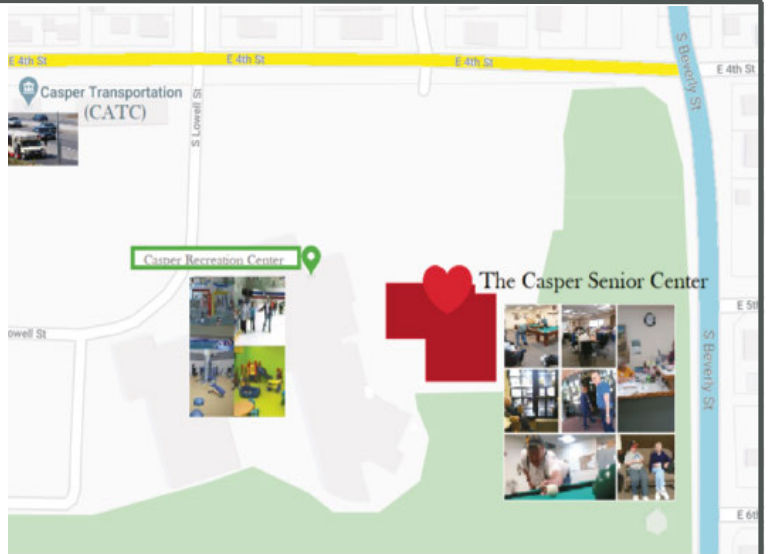 S Beverly St
E 4th St
E 4th St
E 4th St
E 4th St
Casper Transportation
(CATC)
S Lowell St
Casper Recreation Center
The Casper Senior Center
E 5th
owell St
S Beverly St
E 6th